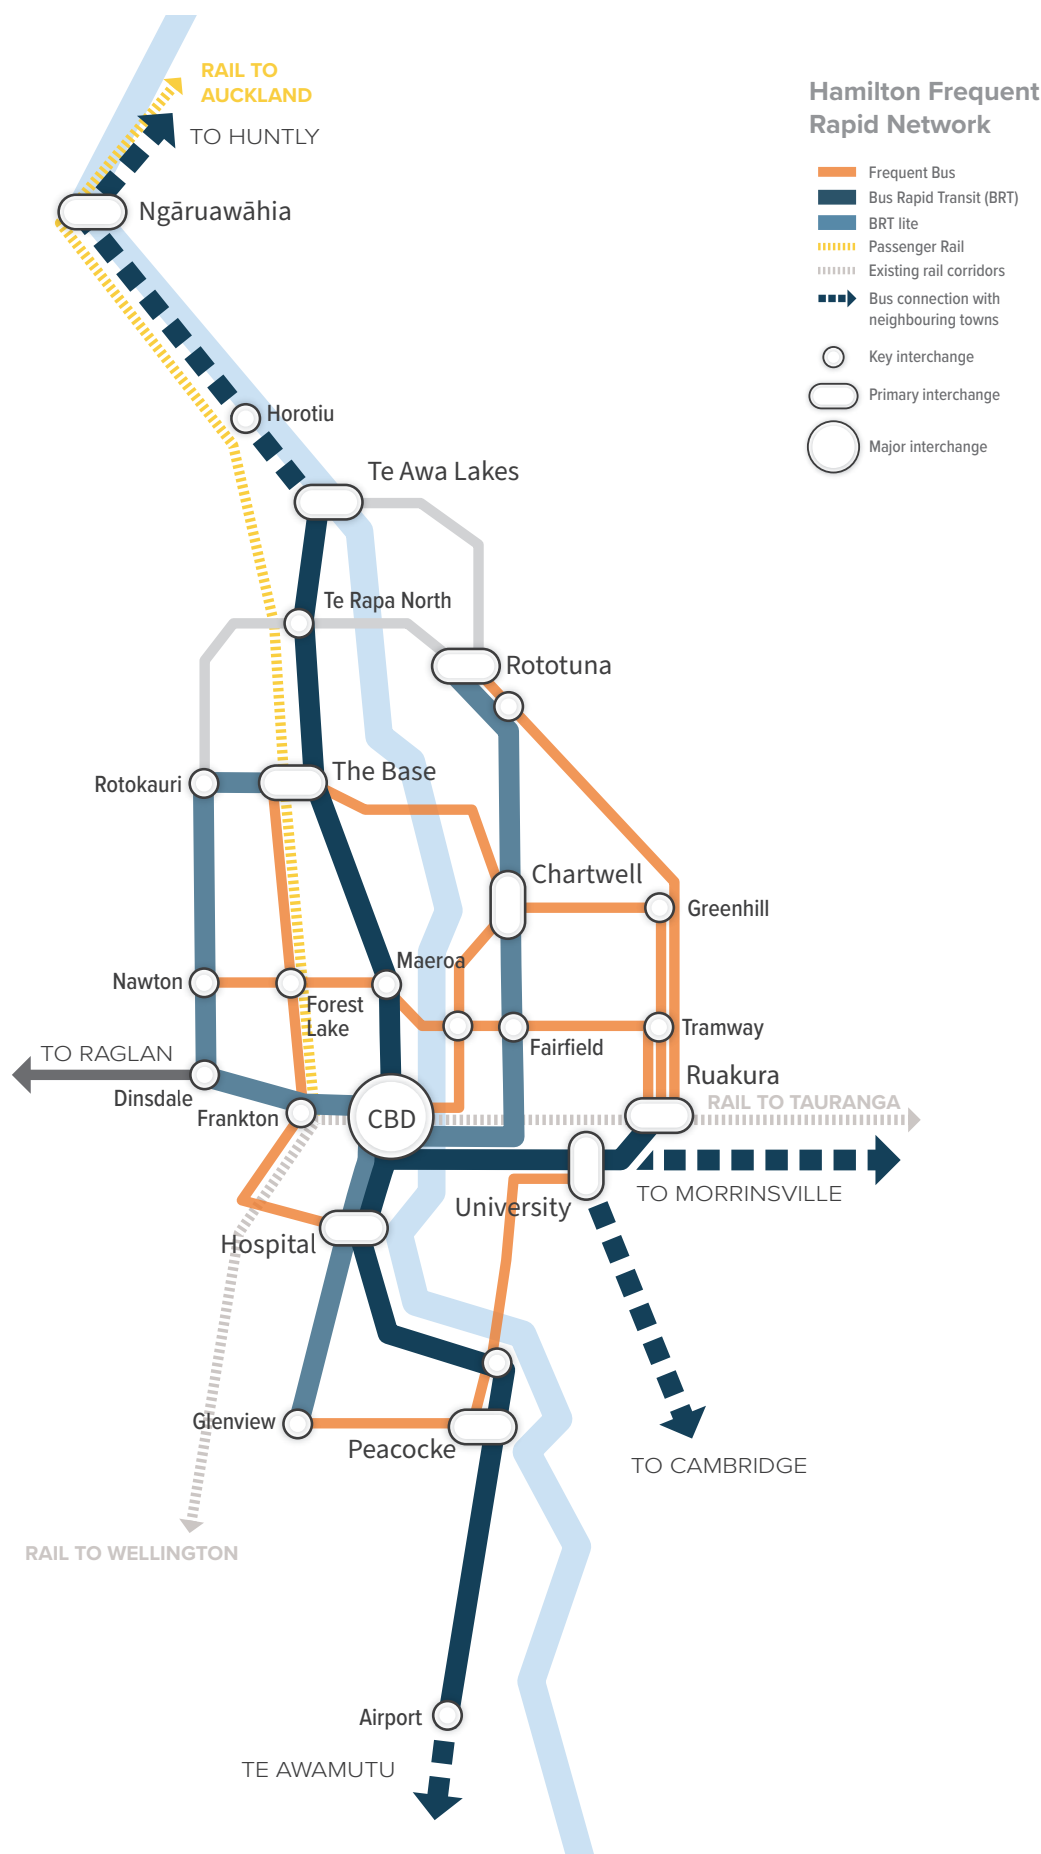 RAIL TO
AUCKLAND
TO HUNTLY
Hamilton Frequent
Rapid Network
Frequent Bus
Bus Rapid Transit (BRT)
BRT lite
Passenger Rail
Existing rail corridors
Bus connection with
neighbouring towns
Key interchange
Primary interchange
Major interchange
Ngāruawāhia
Horotiu
Te Awa Lakes
Te Rapa North
Rototuna
Rotokauri
The Base
Chartwell
Greenhill
Nawton
Maeroa
Forest
Lake
Fairfield
Tramway
TO RAGLAN
Dinsdale
Frankton
CBD
Ruakura
RAIL TO TAURANGA
TO MORRINSVILLE
University
Hospital
Glenview
Peacocke
TO CAMBRIDGE
RAIL TO WELLINGTON
Airport
TE AWAMUTU